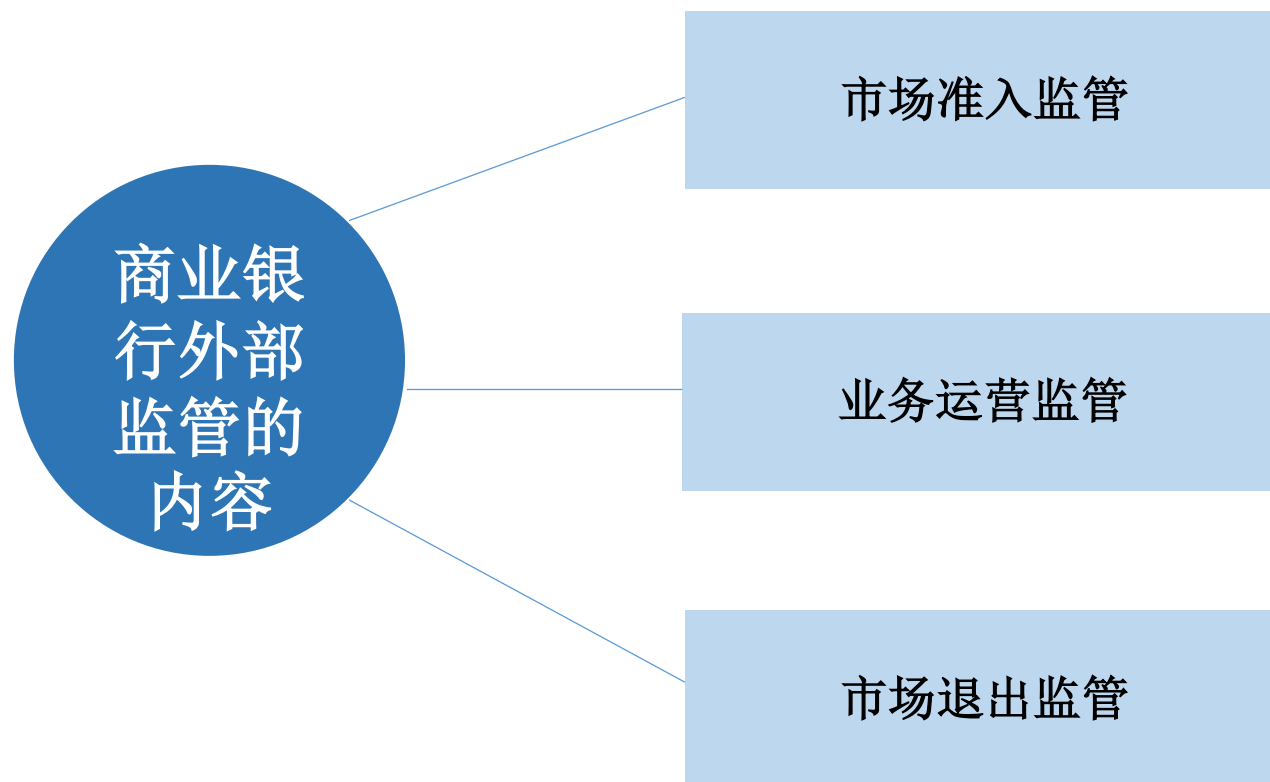 商业银
行外部
监管的
内容
市场准入监管
业务运营监管
市场退出监管